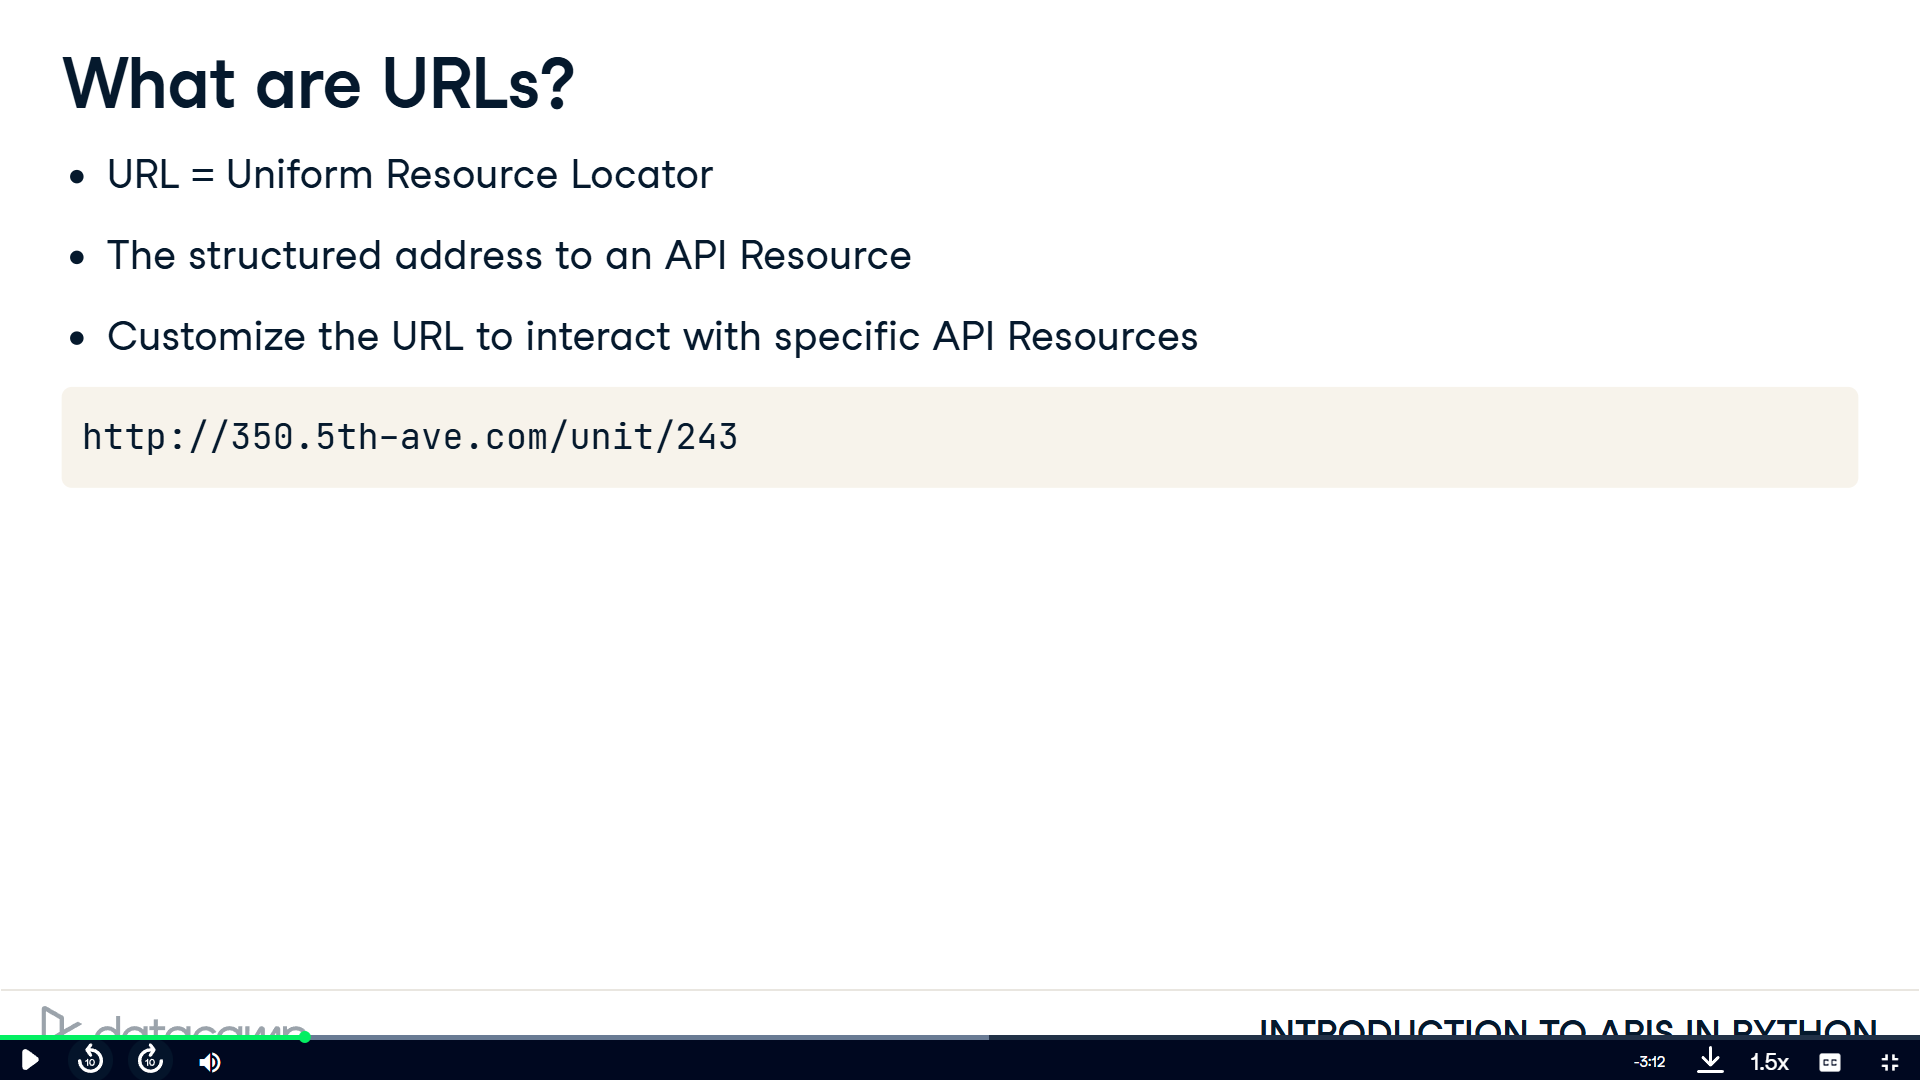 What are URLs?
• URL = Uniform Resource Locator
• The structured address to an API Resource
• Customize the URL to interact with specific API Resources
http://350.5th-ave.com/unit/243
datacamp
INTRODUCTION TO APIS IN PYTHON
10
10
-3:12
1.5x
CC